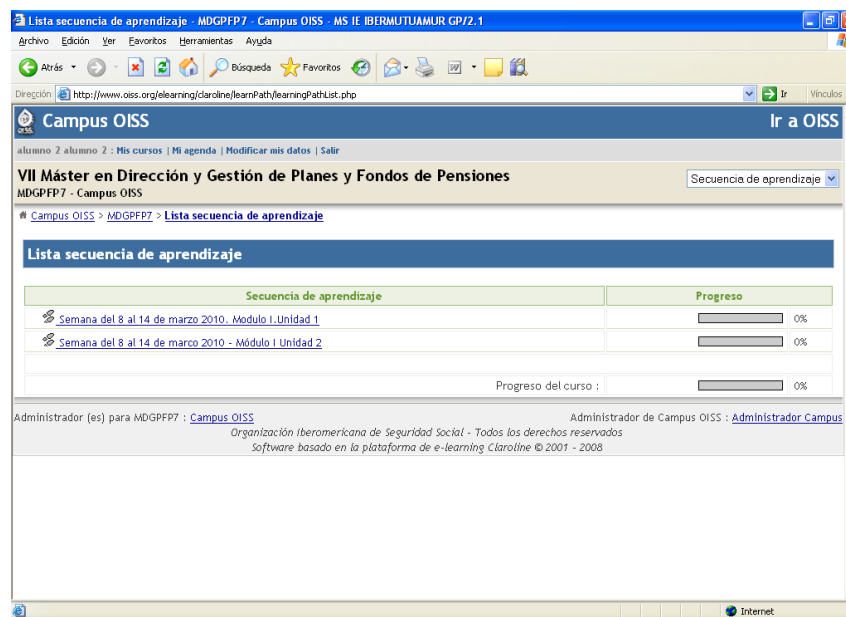 Lista secuencia de aprendizaje - MDGPFP7 - Campus OISS - MS IE IBERMUTUAMUR GP/2.1
Archivo Edición Ver Favoritos Herramientas Ayuda
Atrás Búsqueda Favoritos
Dirección http://www.oiss.org/elearning/claroline/learnPath/learningPathList.php Ir Vínculos
OISS Campus OISS Ir a OISS
alumno 2 alumno 2 : Mis cursos | Mi agenda | Modificar mis datos | Salir
VII Máster en Dirección y Gestión de Planes y Fondos de Pensiones
Secuencia de aprendizaje
MDGPFP7 - Campus OISS
Campus OISS > MDGPFP7 > Lista secuencia de aprendizaje
Lista secuencia de aprendizaje
Secuencia de aprendizaje Progreso
Semana del 8 al 14 de marzo 2010. Modulo I.Unidad 1 0%
Semana del 8 al 14 de marco 2010 - Módulo I Unidad 2 0%
Progreso del curso : 0%
Administrador (es) para MDGPFP7 : Campus OISS Administrador de Campus OISS : Administrador Campus
Organización Iberomericana de Seguridad Social - Todos los derechos reservados
Software basado en la plataforma de e-learning Claroline © 2001 - 2008
Internet